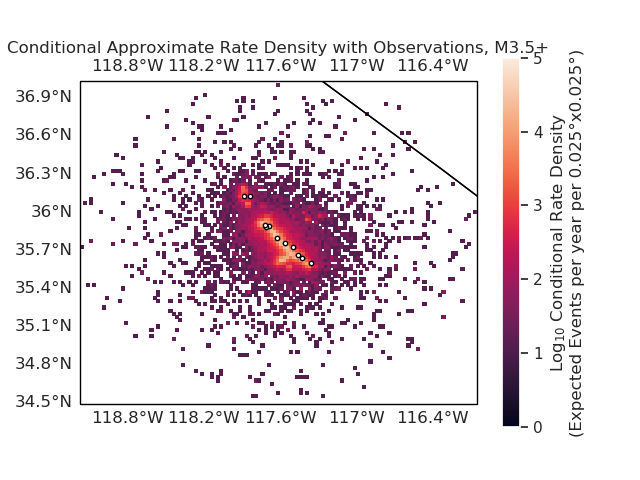 Conditional Approximate Rate Density with Observations, M3.5+
118.8°W 118.2°W 117.6°W 117°W 116.4°W
36.9°N
36.6°N
36.3°N
36°N
35.7°N
35.4°N
35.1°N
34.8°N
34.5°N
118.8°W 118.2°W 117.6°W 117°W 116.4°W
5
4
3
2
1
0
Log₁₀ Conditional Rate Density
(Expected Events per year per 0.025°x0.025°)